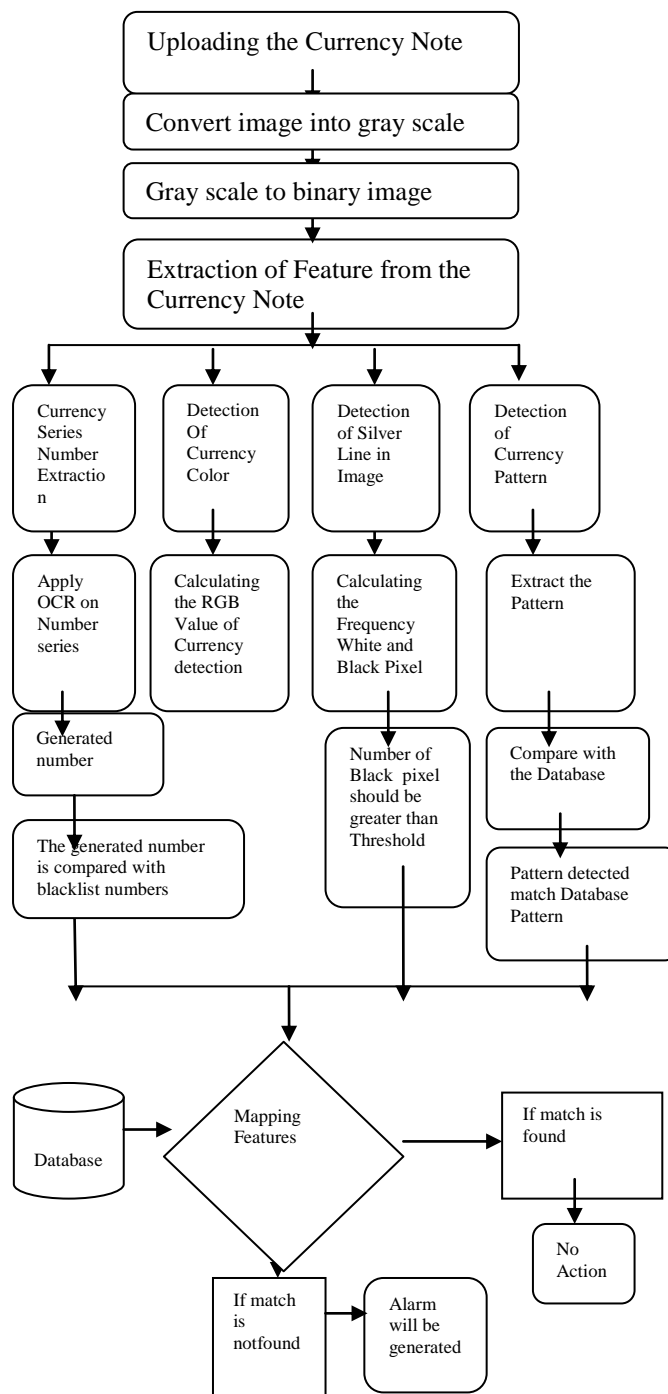 Uploading the Currency Note
Convert image into gray scale
Gray scale to binary image
Extraction of Feature from the
Currency Note
Currency
Series
Number
Extractio
n
Detection
Of
Currency
Color
Detection
of Silver
Line in
Image
Detection
of
Currency
Pattern
Apply
OCR on
Number
series
Calculating
the RGB
Value of
Currency
detection
Calculating
the
Frequency
White and
Black Pixel
Extract the
Pattern
Generated
number
Number of
Black pixel
should be
greater than
Threshold
Compare with
the Database
The generated number
is compared with
blacklist numbers
Pattern detected
match Database
Pattern
Database
Mapping
Features
If match is
found
No
Action
If match
is
notfound
Alarm
will be
generated